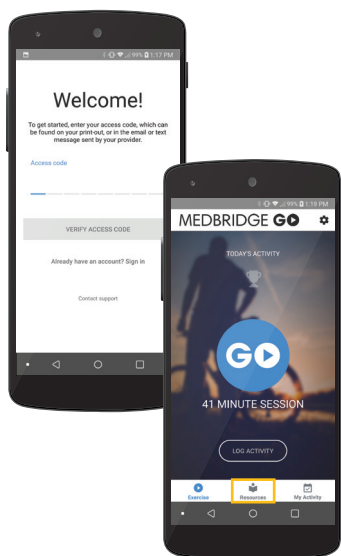 99% 1:17 PM
Welcome!
To get started, enter your access code, which can
be found on your print-out, or in the email or text
message sent by your provider.
Access code
VERIFY ACCESS CODE
Already have an account? Sign in
Contact support
99% 1:19 PM
MEDBRIDGE GO
TODAY'S ACTIVITY
GO
41 MINUTE SESSION
LOG ACTIVITY
Exercise Resources My Activity